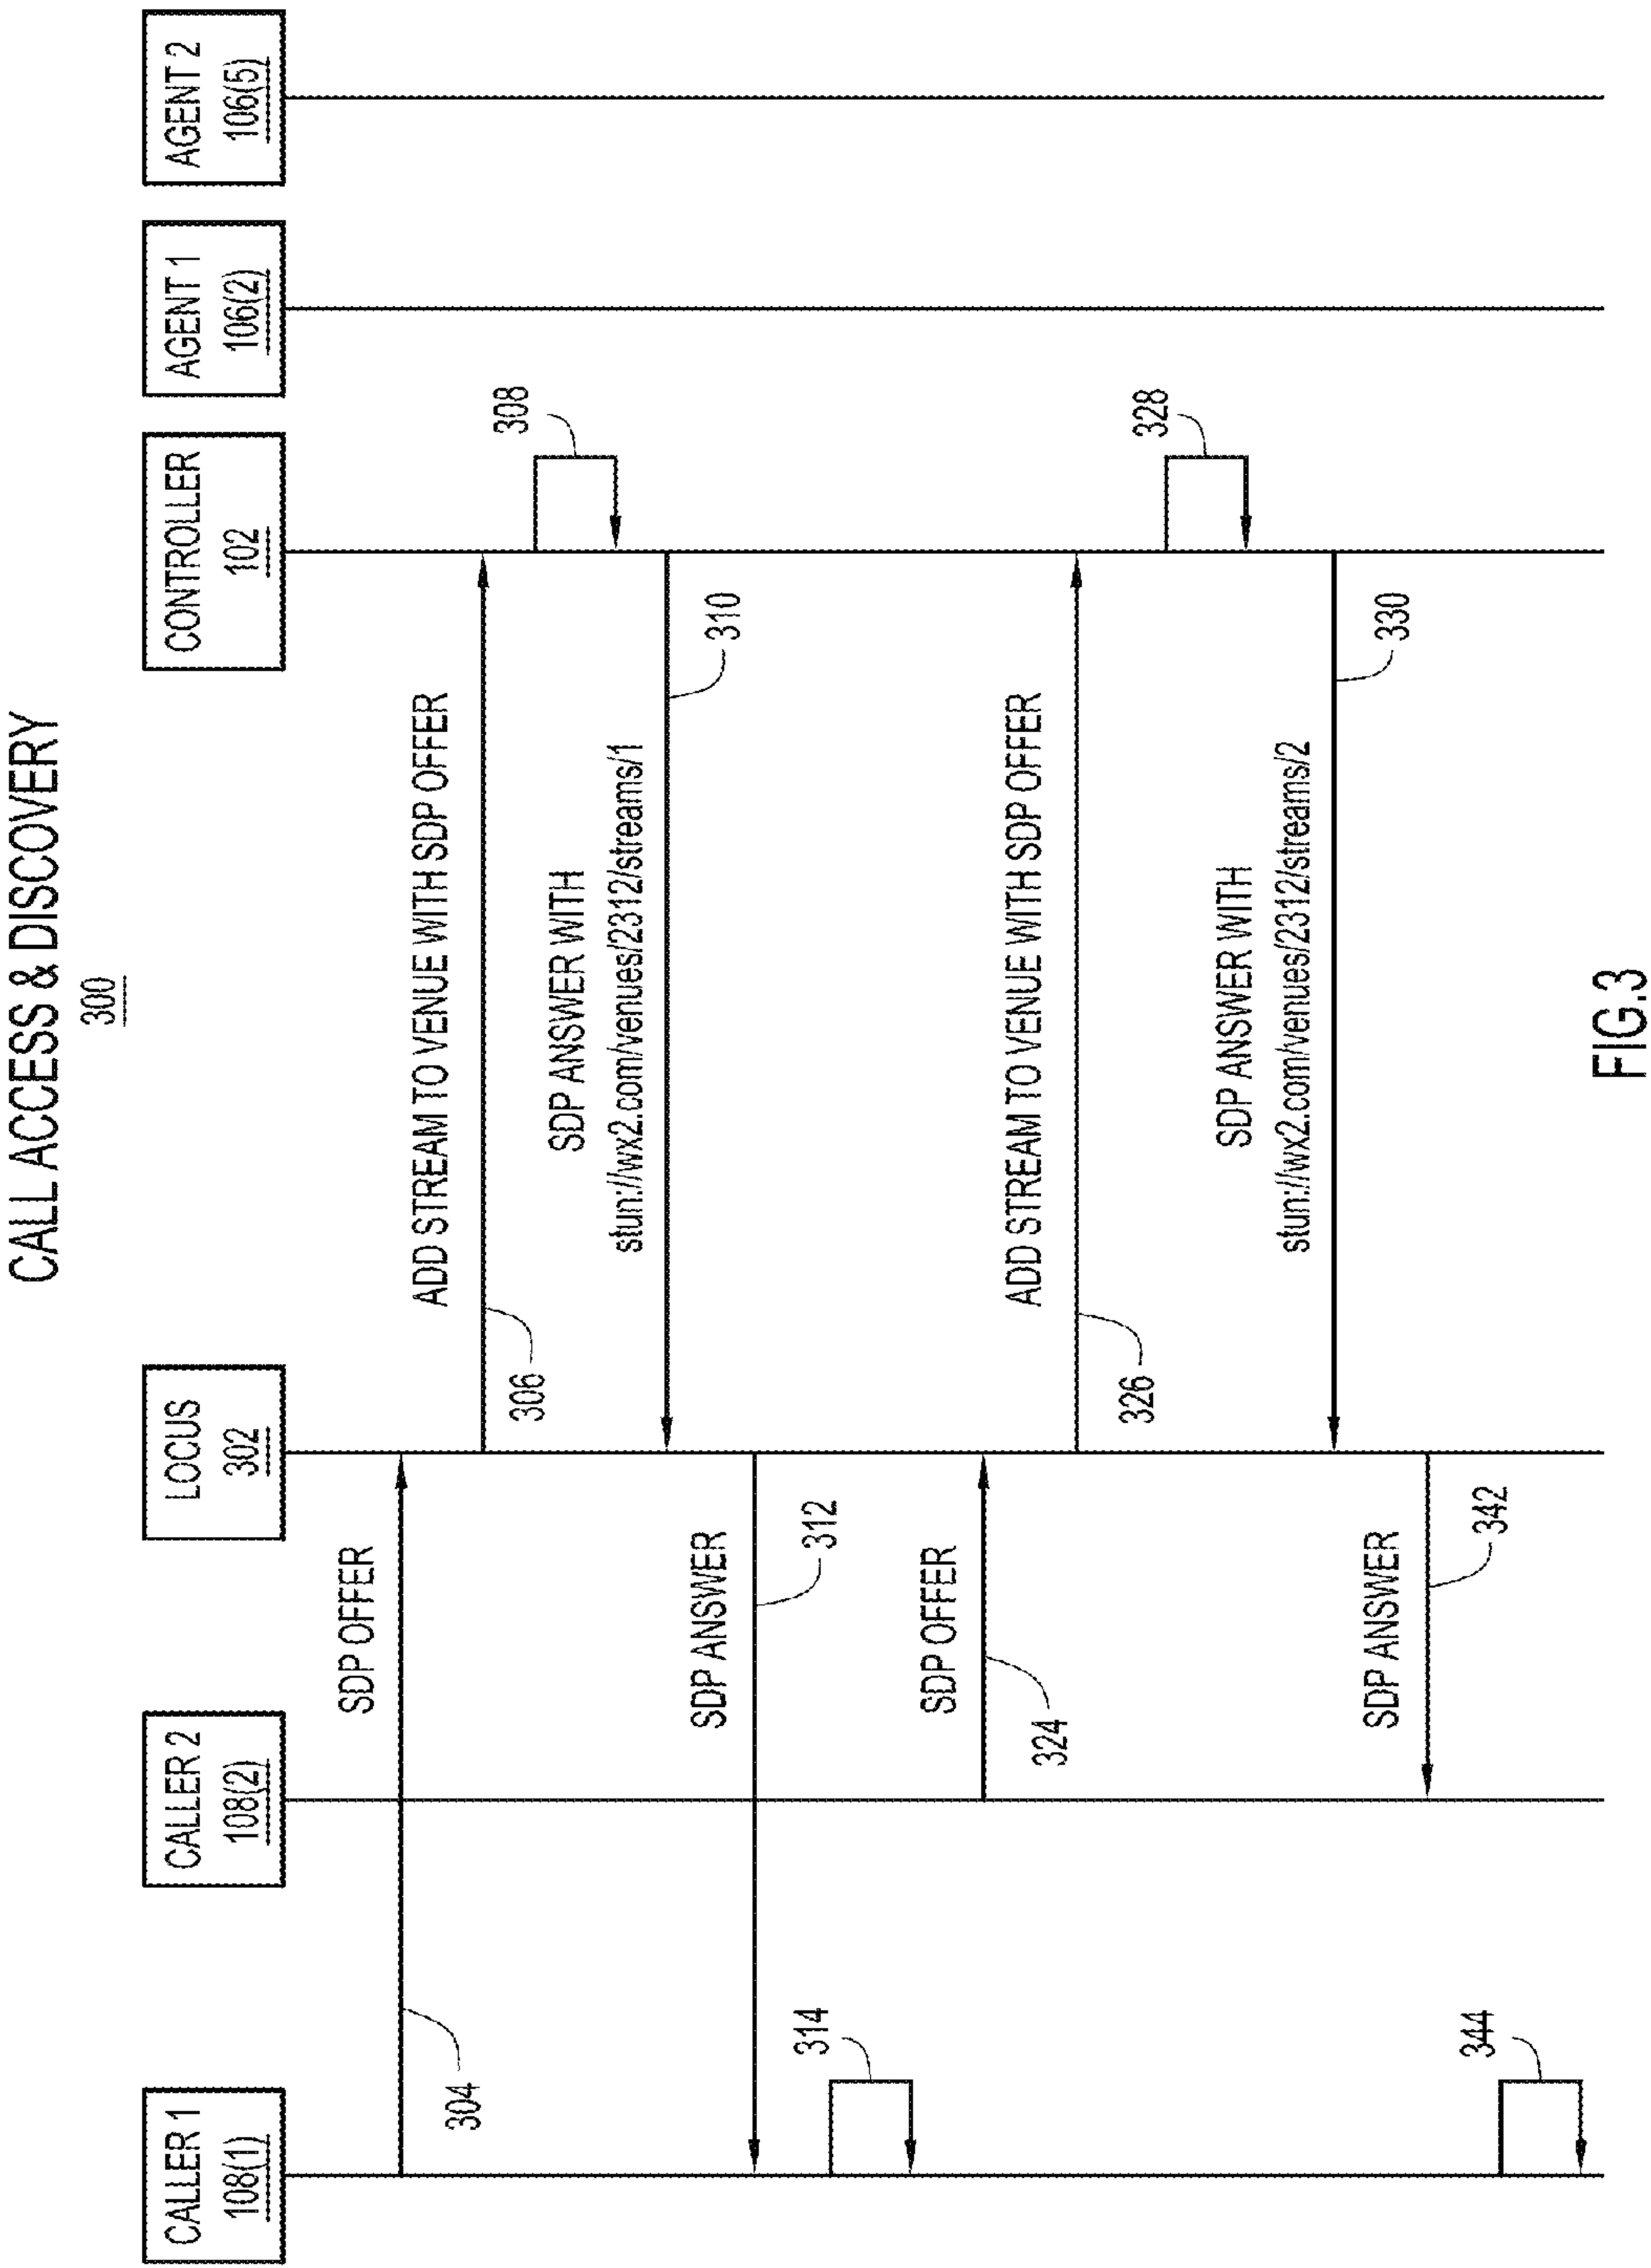 CALL ACCESS & DISCOVERY
300
CALLER 1
108(1)
CALLER 2
108(2)
LOCUS
302
CONTROLLER
102
AGENT 1
106(2)
AGENT 2
106(5)
SDP OFFER
304
ADD STREAM TO VENUE WITH SDP OFFER
306
308
SDP ANSWER WITH
stun://wx2.com/venues/2312/streams/1
310
SDP ANSWER
312
314
SDP OFFER
324
ADD STREAM TO VENUE WITH SDP OFFER
326
328
SDP ANSWER WITH
stun://wx2.com/venues/2312/streams/2
330
SDP ANSWER
342
344
FIG.3